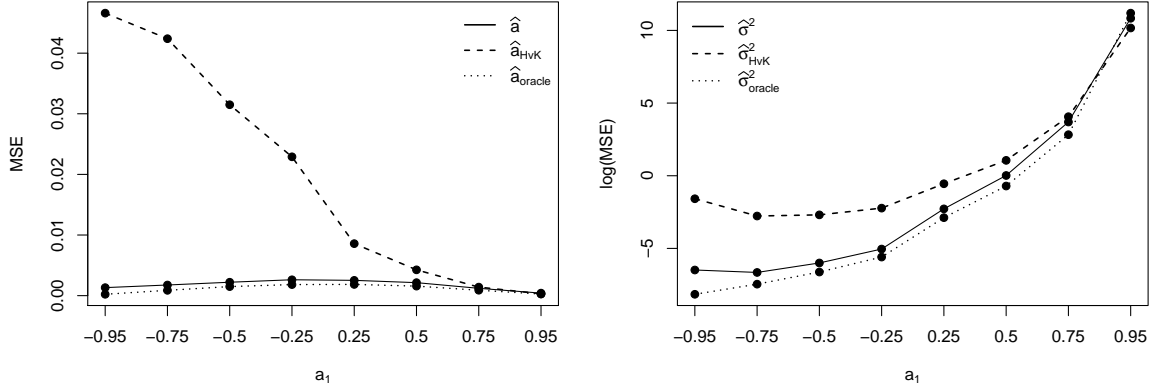 MSE
0.00 0.01 0.02 0.03 0.04
−0.95 −0.75 −0.5 −0.25 0.25 0.5 0.75 0.95
a₁
â
â_HvK
â_oracle
log(MSE)
−5 0 5 10
−0.95 −0.75 −0.5 −0.25 0.25 0.5 0.75 0.95
a₁
σ̂²
σ̂²_HvK
σ̂²_oracle